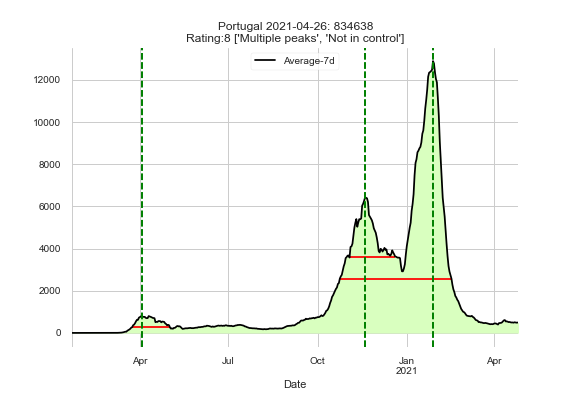 Portugal 2021-04-26: 834638
Rating:8 ['Multiple peaks', 'Not in control']
Average-7d
12000
10000
8000
6000
4000
2000
0
Apr Jul Oct Jan Apr
2021
Date